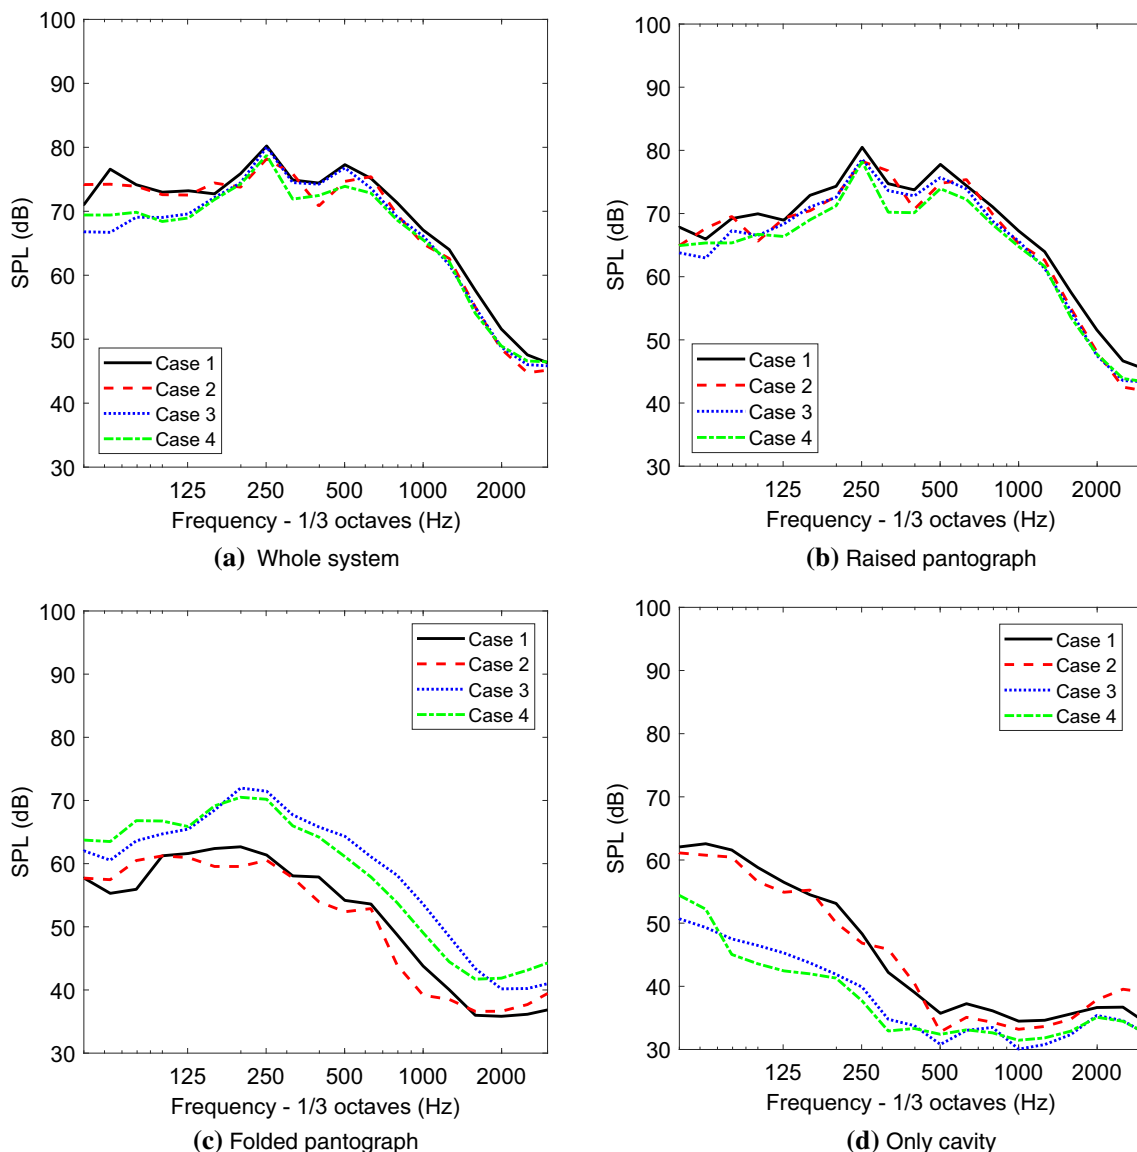 100
90
80
70
60
50
40
30
SPL (dB)
Case 1
Case 2
Case 3
Case 4
125 250 500 1000 2000
Frequency - 1/3 octaves (Hz)
(a) Whole system
100
90
80
70
60
50
40
30
SPL (dB)
Case 1
Case 2
Case 3
Case 4
125 250 500 1000 2000
Frequency - 1/3 octaves (Hz)
(b) Raised pantograph
100
90
80
70
60
50
40
30
SPL (dB)
Case 1
Case 2
Case 3
Case 4
125 250 500 1000 2000
Frequency - 1/3 octaves (Hz)
(c) Folded pantograph
100
90
80
70
60
50
40
30
SPL (dB)
Case 1
Case 2
Case 3
Case 4
125 250 500 1000 2000
Frequency - 1/3 octaves (Hz)
(d) Only cavity